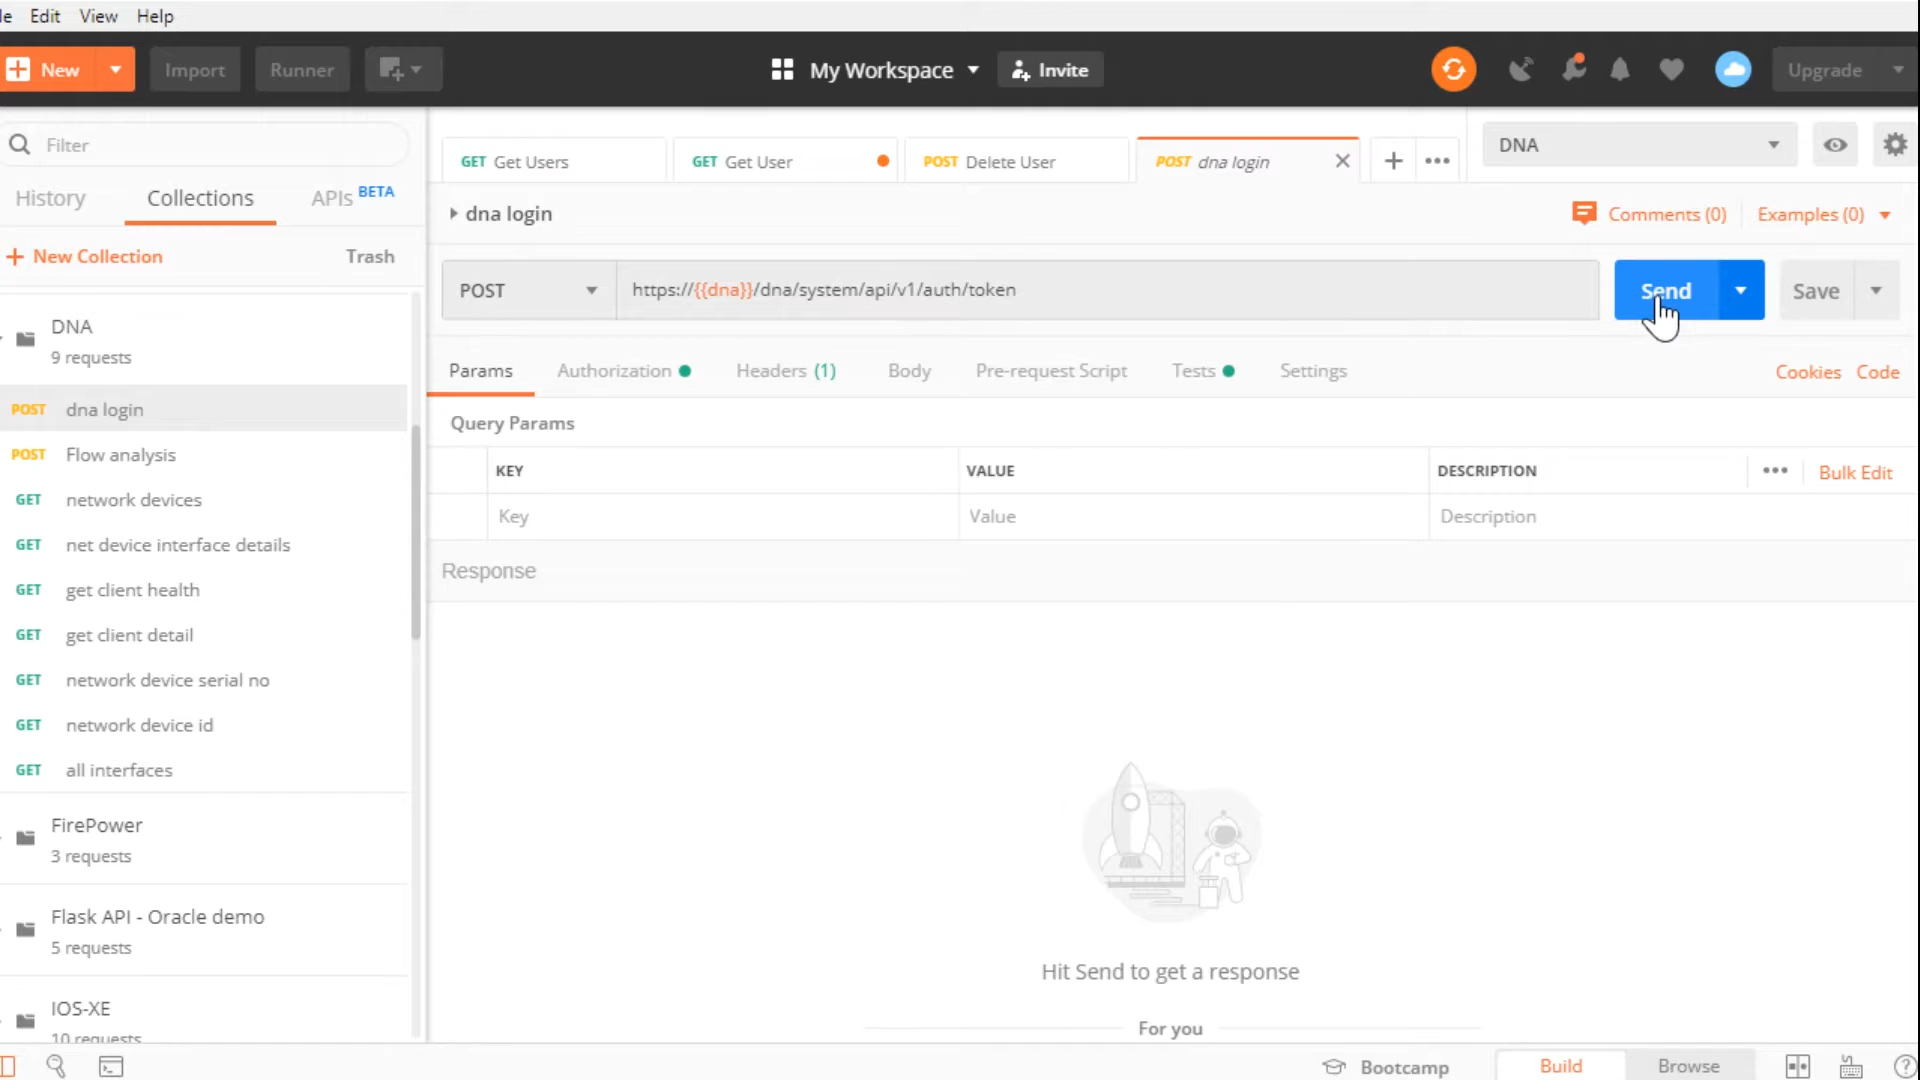 le Edit View Help
New Import Runner My Workspace Invite Upgrade
Filter
History Collections APIs BETA
New Collection Trash
DNA
9 requests
POST dna login
POST Flow analysis
GET network devices
GET net device interface details
GET get client health
GET get client detail
GET network device serial no
GET network device id
GET all interfaces
FirePower
3 requests
Flask API - Oracle demo
5 requests
IOS-XE
10 requests
GET Get Users GET Get User POST Delete User POST dna login DNA
dna login Comments (0) Examples (0)
POST https://{{dna}}/dna/system/api/v1/auth/token Send Save
Params Authorization Headers (1) Body Pre-request Script Tests Settings Cookies Code
Query Params
KEY VALUE DESCRIPTION Bulk Edit
Key Value Description
Response
Hit Send to get a response
For you
Bootcamp Build Browse